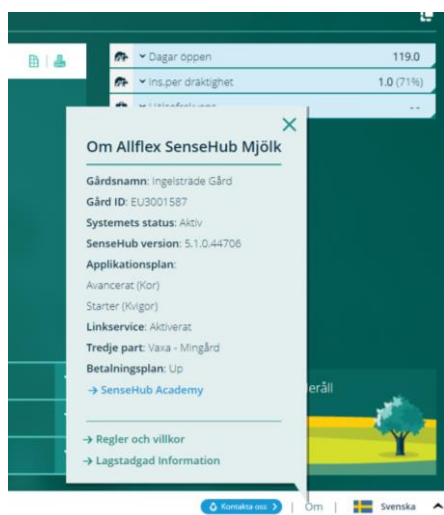 Dagar öppen 119.0
Ins.per dräktighet 1.0 (71%)
--
Om Allflex SenseHub Mjölk
Gårdsnamn: Ingelsträde Gård
Gård ID: EU3001587
Systemets status: Aktiv
SenseHub version: 5.1.0.44706
Applikationsplan:
Avancerat (Kor)
Starter (Kvigor)
Linkservice: Aktiverat
Tredje part: Vaxa - Mingård
Betalningsplan: Up
→ SenseHub Academy
→ Regler och villkor
→ Lagstadgad Information
Kontakta oss | Om | Svenska